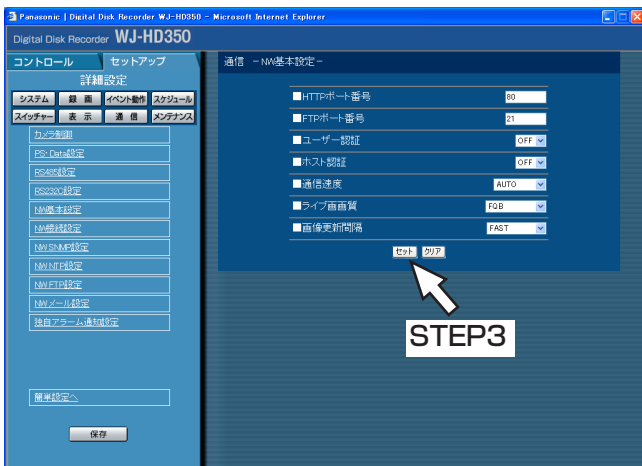 Panasonic | Digital Disk Recorder WJ-HD350 - Microsoft Internet Explorer
Digital Disk Recorder WJ-HD350
コントロール セットアップ
詳細設定
システム 録 画 イベント動作 スケジュール
スイッチャー 表 示 通 信 メンテナンス
カメラ制御
PS・Data設定
RS485設定
RS232C設定
NW基本設定
NW接続設定
NW SNMP設定
NW NTP設定
NW FTP設定
NW メール設定
独自アラーム通知設定
簡単設定へ
保存
通信 -NW基本設定-
■HTTPポート番号 80
■FTPポート番号 21
■ユーザー認証 OFF
■ホスト認証 OFF
■通信速度 AUTO
■ライブ画画質 FQB
■画像更新間隔 FAST
セット クリア
STEP3